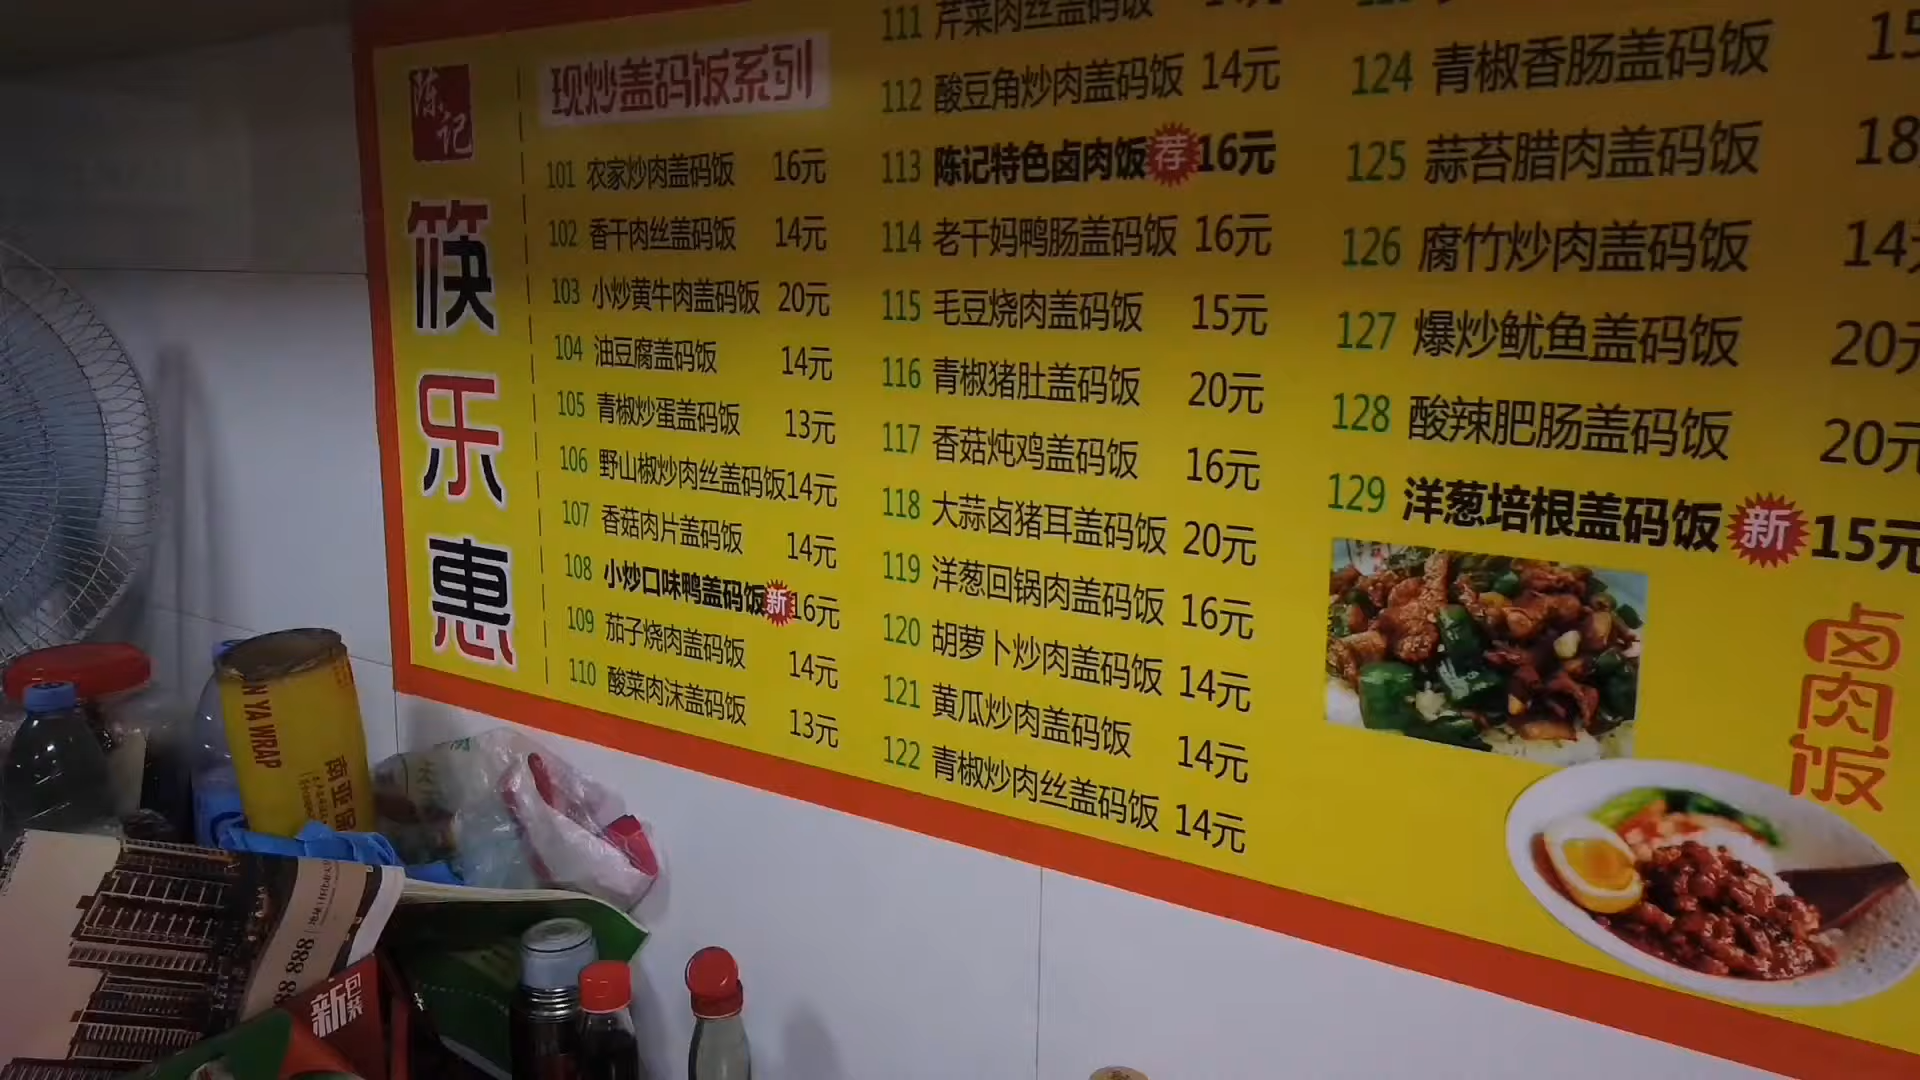 陈记
筷乐惠
现炒盖码饭系列
101 农家炒肉盖码饭 16元
102 香干肉丝盖码饭 14元
103 小炒黄牛肉盖码饭 20元
104 油豆腐盖码饭 14元
105 青椒炒蛋盖码饭 13元
106 野山椒炒肉丝盖码饭14元
107 香菇肉片盖码饭 14元
108 小炒口味鸭盖码饭 新 16元
109 茄子烧肉盖码饭 14元
110 酸菜肉沫盖码饭 13元
111 芹菜肉丝盖码饭
112 酸豆角炒肉盖码饭 14元
113 陈记特色卤肉饭 荐 16元
114 老干妈鸭肠盖码饭 16元
115 毛豆烧肉盖码饭 15元
116 青椒猪肚盖码饭 20元
117 香菇炖鸡盖码饭 16元
118 大蒜卤猪耳盖码饭 20元
119 洋葱回锅肉盖码饭 16元
120 胡萝卜炒肉盖码饭 14元
121 黄瓜炒肉盖码饭 14元
122 青椒炒肉丝盖码饭 14元
124 青椒香肠盖码饭 15
125 蒜苔腊肉盖码饭 18
126 腐竹炒肉盖码饭 14元
127 爆炒鱿鱼盖码饭 20元
128 酸辣肥肠盖码饭 20元
129 洋葱培根盖码饭 新 15元
卤肉饭
N YA WRAP
南亚
88 888
新包装